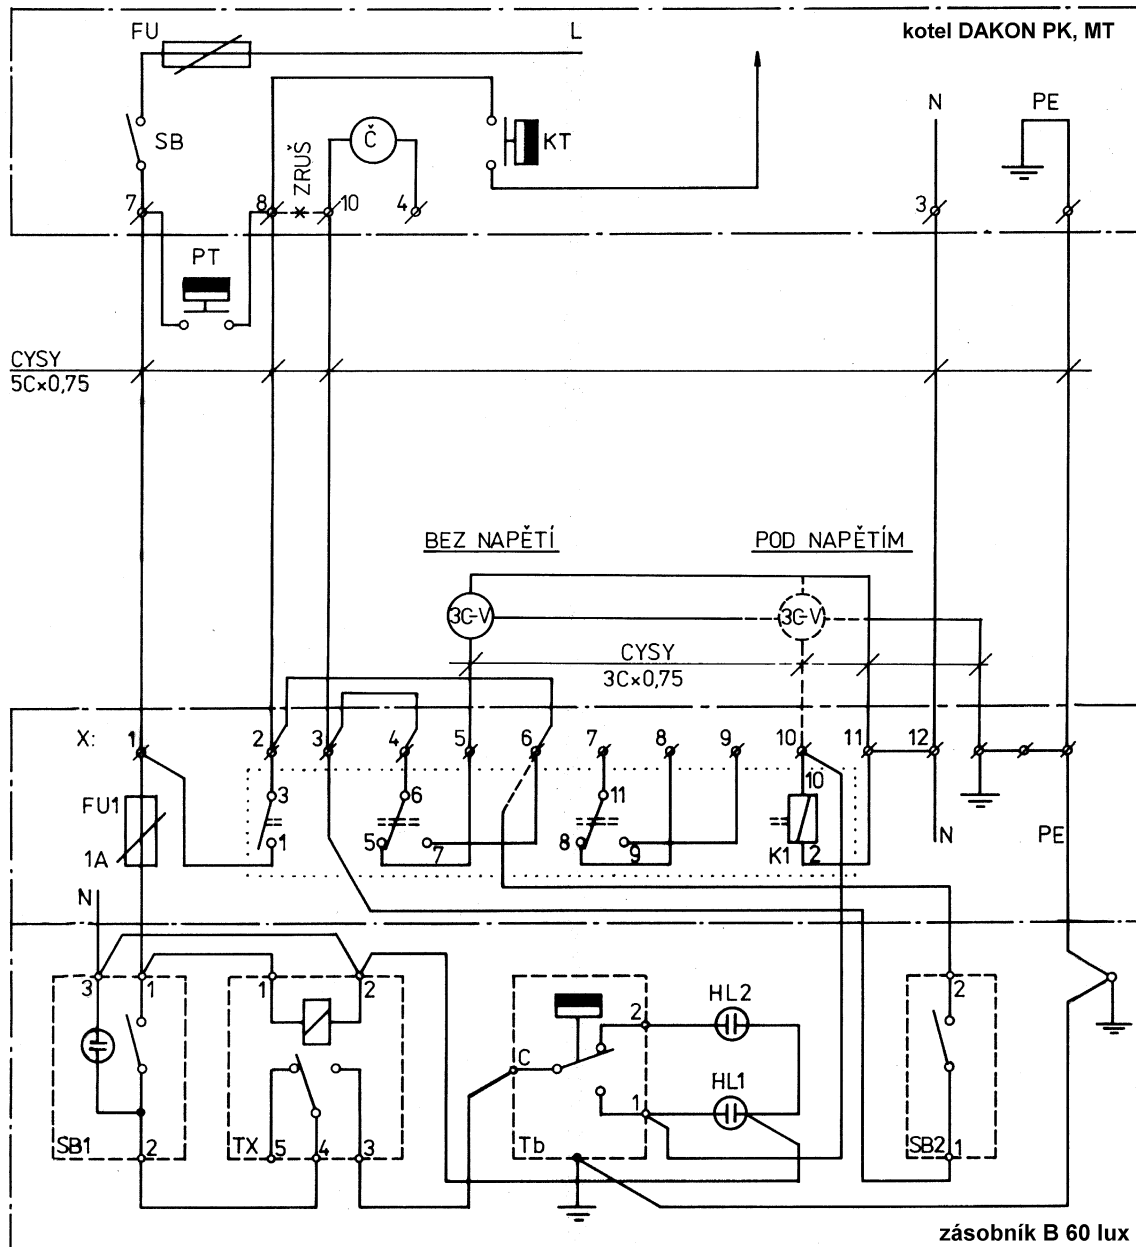 FU L kotel DAKON PK, MT
N PE
SB Č KT
ZRUŠ
7 8 10 4 3
PT
CYSY
5C×0,75
BEZ NAPĚTÍ POD NAPĚTÍM
3C-V 3C-V
CYSY
3C×0,75
X: 1 2 3 4 5 6 7 8 9 10 11 12
10
3 6 11
FU1
1A 1 5 7 8 9 K1 2 N PE
N
3 1 1 2 2
HL2
2
C
HL1
1
SB1 2 TX 5 4 3 Tb SB2 1
zásobník B 60 lux